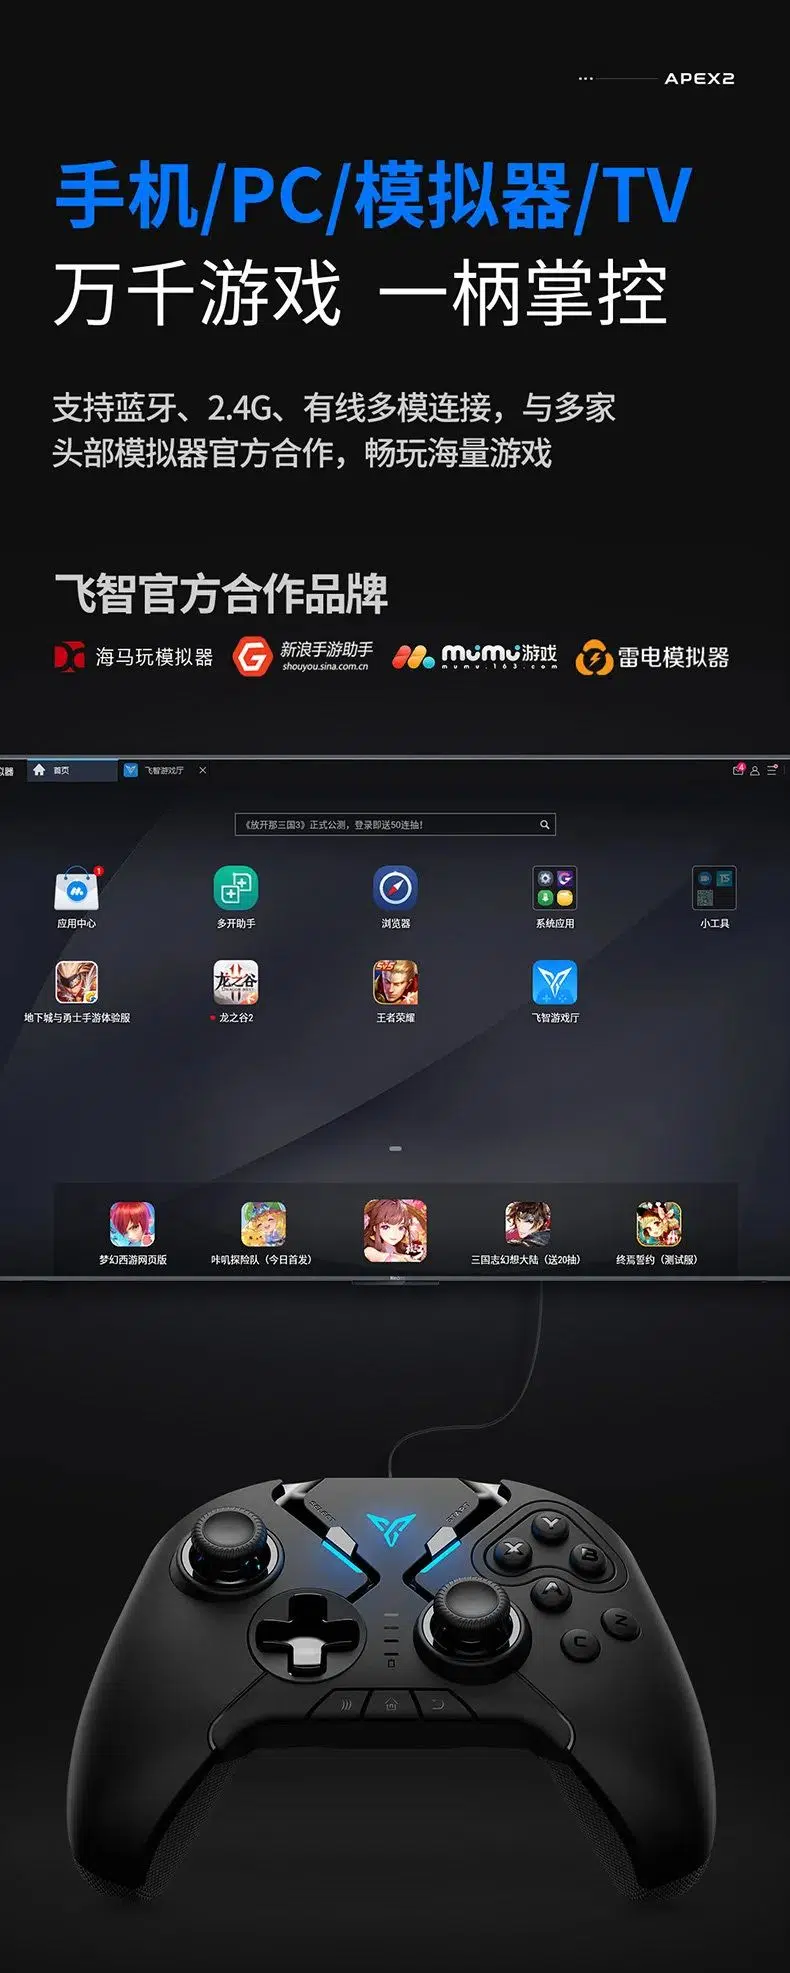 APEX2
手机/PC/模拟器/TV
万千游戏 一柄掌控
支持蓝牙、2.4G、有线多模连接，与多家
头部模拟器官方合作，畅玩海量游戏
飞智官方合作品牌
海马玩模拟器 新浪手游助手 shouyou.sina.com.cn mumu游戏 mumu.163.com 雷电模拟器
拟器 首页 飞智游戏厅
4
《放开那三国3》正式公测，登录即送50连抽!
1
应用中心 多开助手 浏览器 系统应用 小工具
地下城与勇士手游体验服 龙之谷2 王者荣耀 飞智游戏厅
梦幻西游网页版 咔叽探险队（今日首发） 三国志幻想大陆（送20抽） 终焉誓约（测试服）
SELECT START
Y
X B
A
Z
C